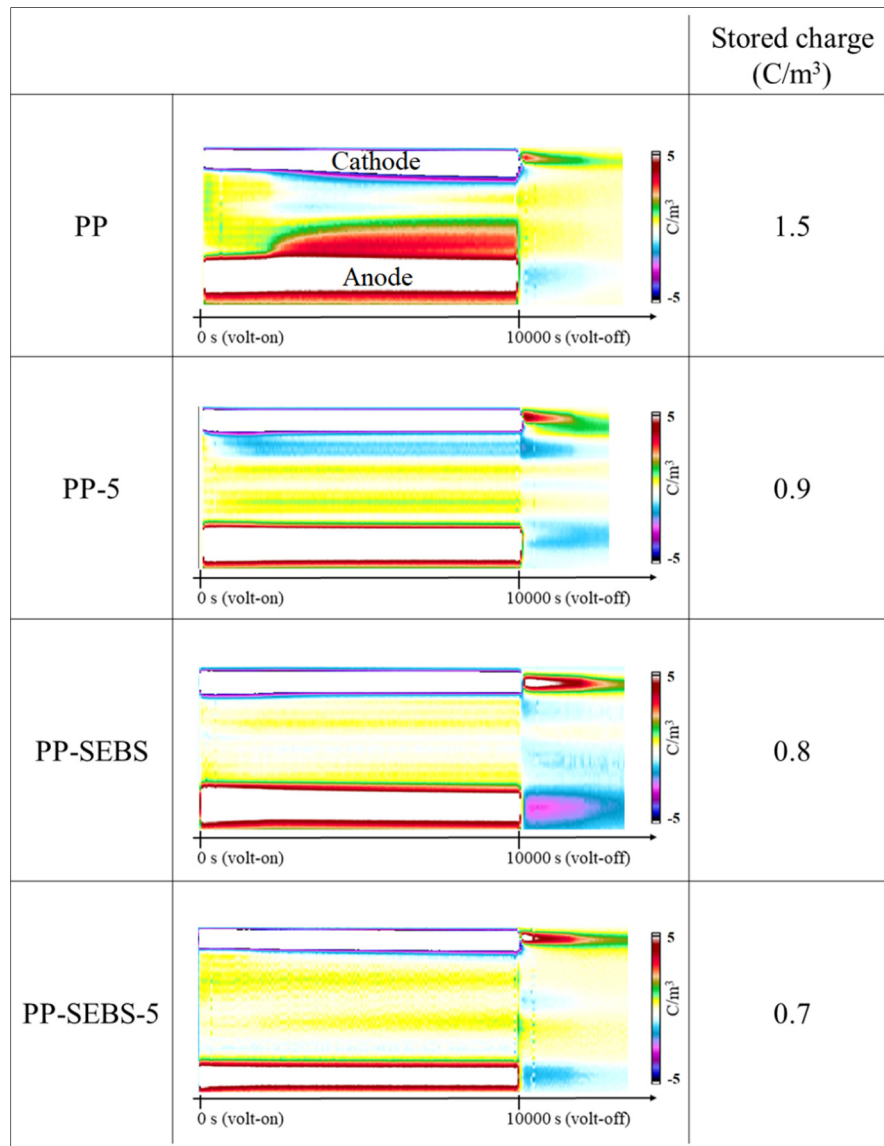 Stored charge
(C/m³)
PP
Cathode
Anode
5
C/m³
-5
0 s (volt-on)
10000 s (volt-off)
1.5
PP-5
5
C/m³
-5
0 s (volt-on)
10000 s (volt-off)
0.9
PP-SEBS
5
C/m³
-5
0 s (volt-on)
10000 s (volt-off)
0.8
PP-SEBS-5
5
C/m³
-5
0 s (volt-on)
10000 s (volt-off)
0.7